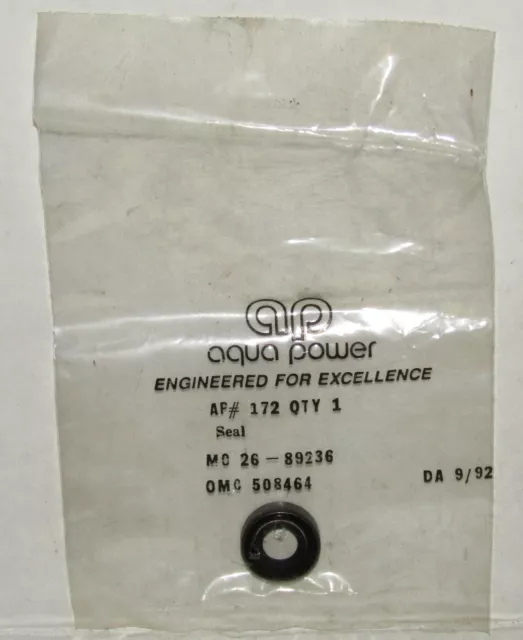 ap
aqua power
ENGINEERED FOR EXCELLENCE
AP# 172 QTY 1
Seal
MC 26-89236
OMC 508464
DA 9/92